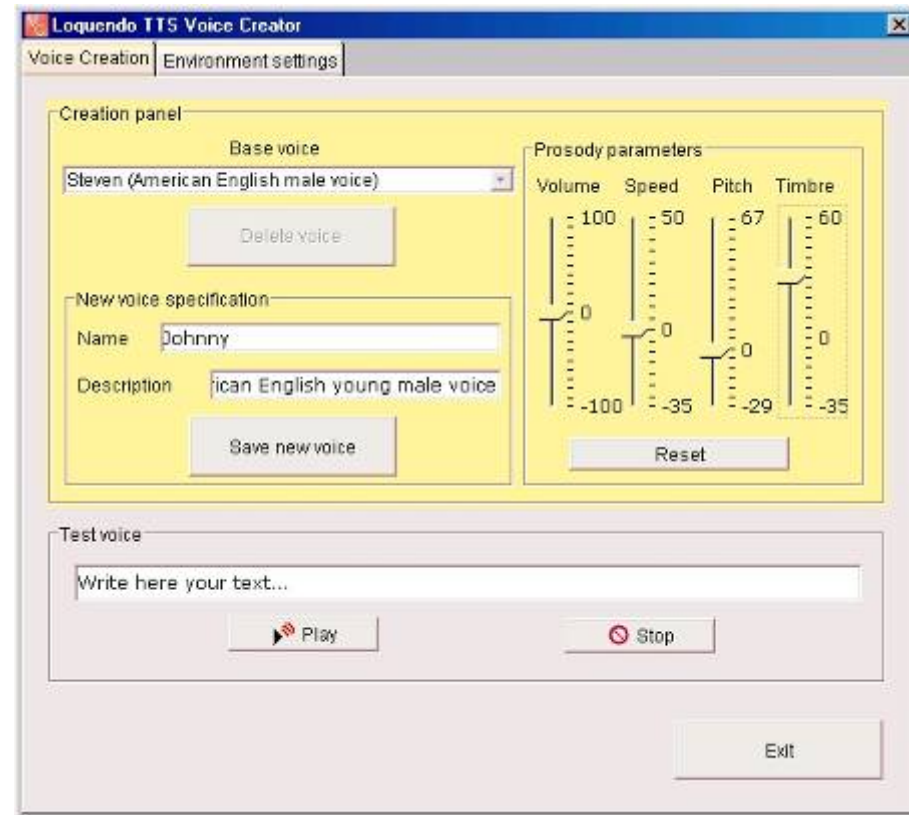 Loquendo TTS Voice Creator
Voice Creation Environment settings
Creation panel
Base voice
Steven (American English male voice)
Delete voice
New voice specification
Name Johnny
Description rican English young male voice
Save new voice
Prosody parameters
Volume Speed Pitch Timbre
100 50 67 60
0 0 0 0
-100 -35 -29 -35
Reset
Test voice
Write here your text...
Play Stop
Exit